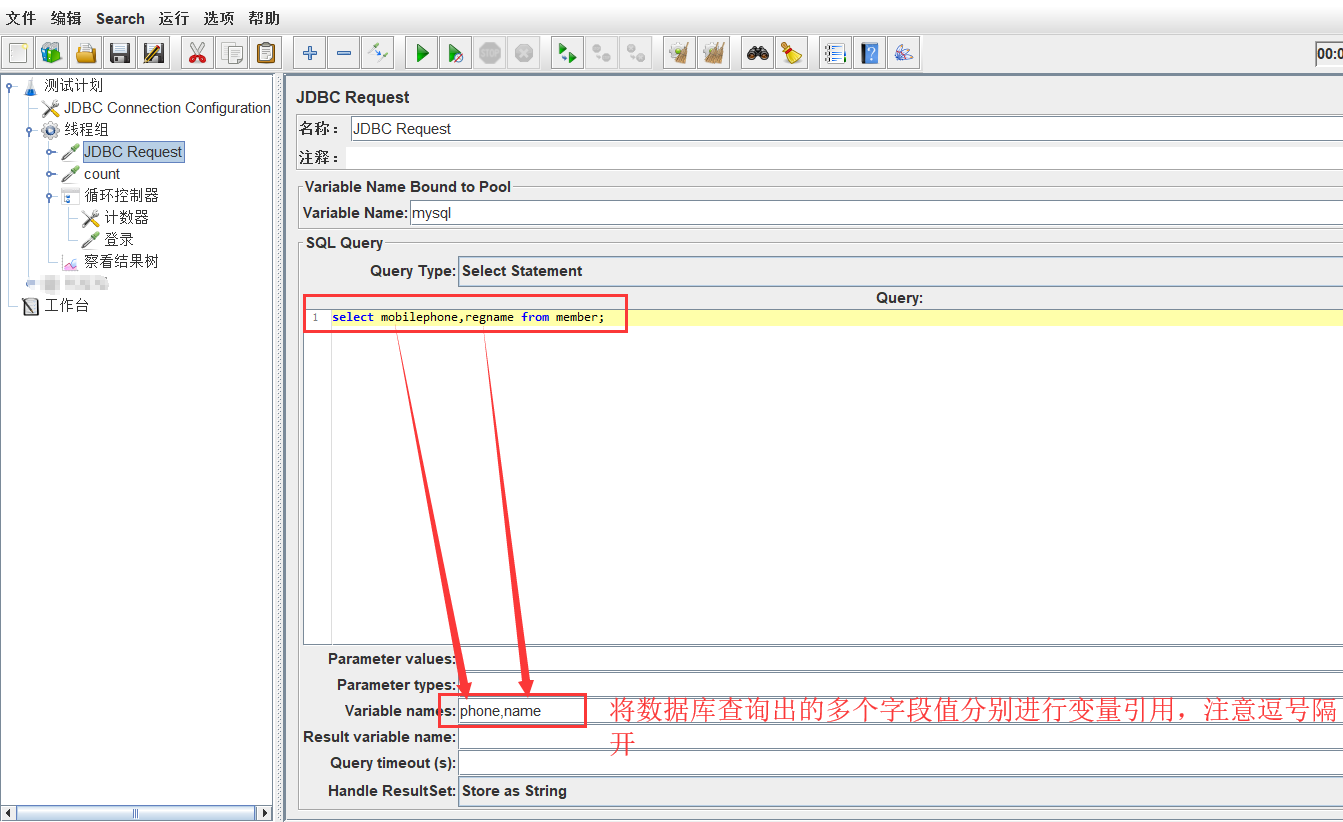 文件 编辑 Search 运行 选项 帮助
00:0
测试计划
JDBC Connection Configuration
线程组
JDBC Request
count
循环控制器
计数器
登录
察看结果树
工作台
JDBC Request
名称： JDBC Request
注释：
Variable Name Bound to Pool
Variable Name: mysql
SQL Query
Query Type: Select Statement
Query:
1 select mobilephone,regname from member;
Parameter values:
Parameter types:
Variable names: phone,name
将数据库查询出的多个字段值分别进行变量引用，注意逗号隔
开
Result variable name:
Query timeout (s):
Handle ResultSet: Store as String